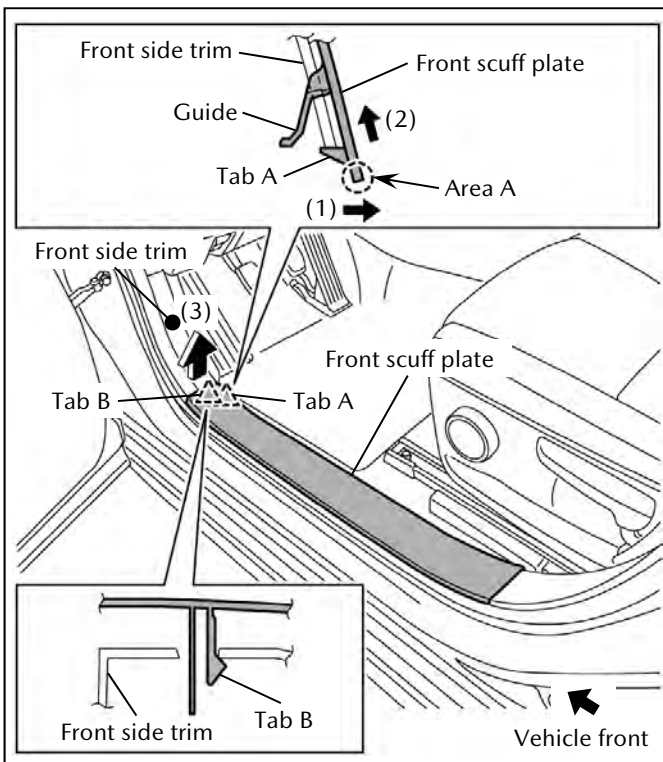 Front side trim
Front scuff plate
Guide
(2)
Tab A
Area A
(1)
Front side trim
(3)
Front scuff plate
Tab B
Tab A
Front side trim
Tab B
Vehicle front